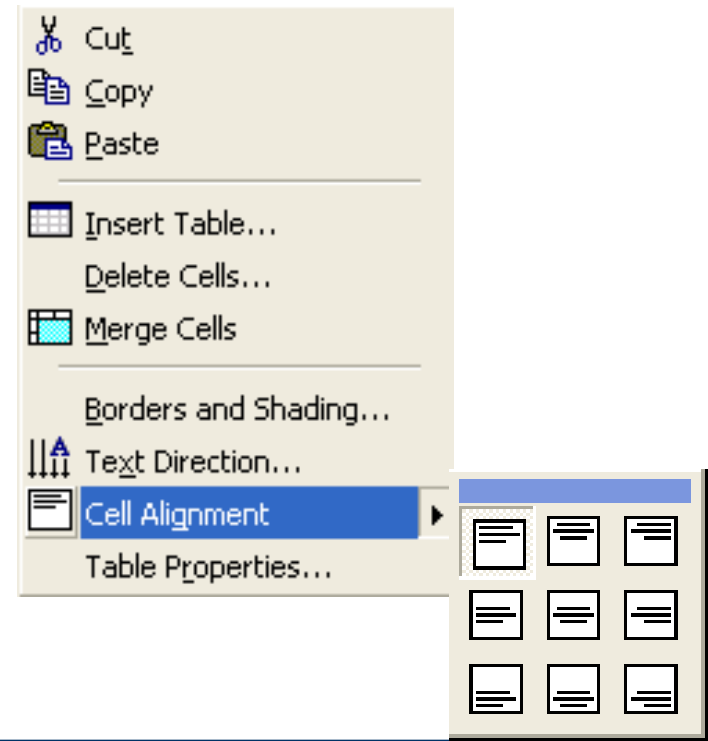 Cut
Copy
Paste
Insert Table...
Delete Cells...
Merge Cells
Borders and Shading...
Text Direction...
Cell Alignment
Table Properties...